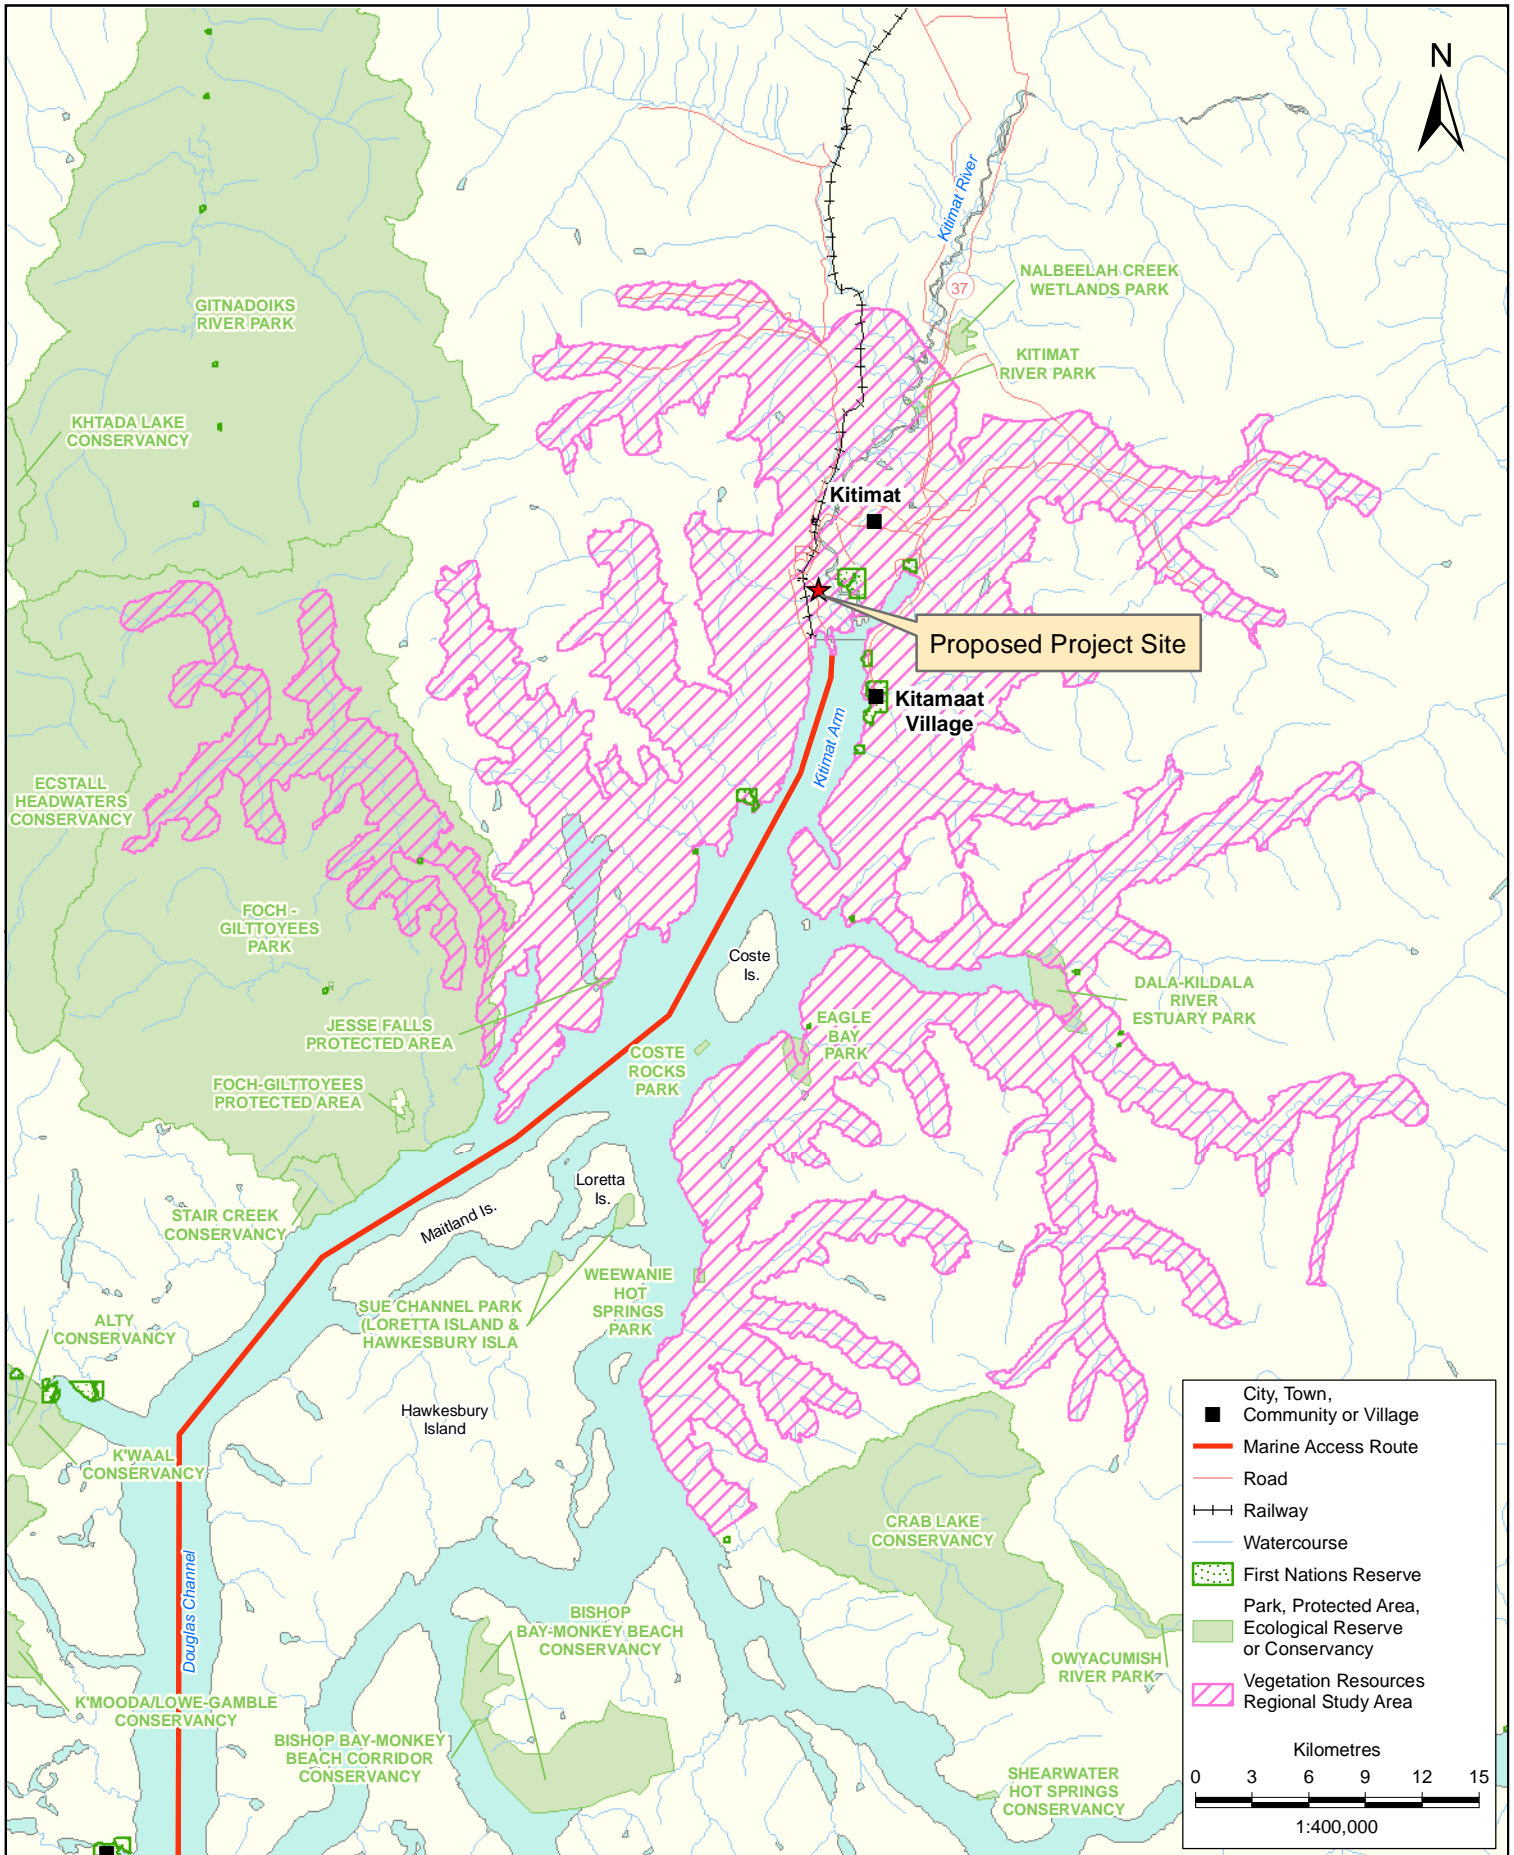 N
Kitimat River
NALBEELAH CREEK
WETLANDS PARK
37
GITNADOIKS
RIVER PARK
KITIMAT
RIVER PARK
KHTADA LAKE
CONSERVANCY
Kitimat
Proposed Project Site
Kitamaat
Village
Kitimat Arm
ECSTALL
HEADWATERS
CONSERVANCY
FOCH -
GILTTOYEES
PARK
Coste
Is.
DALA-KILDALA
RIVER
ESTUARY PARK
JESSE FALLS
PROTECTED AREA
EAGLE
BAY
PARK
COSTE
ROCKS
PARK
FOCH-GILTTOYEES
PROTECTED AREA
Loretta
Is.
Maitland Is.
STAIR CREEK
CONSERVANCY
WEEWANIE
HOT
SPRINGS
PARK
SUE CHANNEL PARK
(LORETTA ISLAND &
HAWKESBURY ISLA
ALTY
CONSERVANCY
Hawkesbury
Island
K'WAAL
CONSERVANCY
CRAB LAKE
CONSERVANCY
Douglas Channel
BISHOP
BAY-MONKEY BEACH
CONSERVANCY
OWYACUMISH
RIVER PARK
K'MOODA/LOWE-GAMBLE
CONSERVANCY
BISHOP BAY-MONKEY
BEACH CORRIDOR
CONSERVANCY
SHEARWATER
HOT SPRINGS
CONSERVANCY
City, Town,
Community or Village
Marine Access Route
Road
Railway
Watercourse
First Nations Reserve
Park, Protected Area,
Ecological Reserve
or Conservancy
Vegetation Resources
Regional Study Area
Kilometres
0 3 6 9 12 15
1:400,000